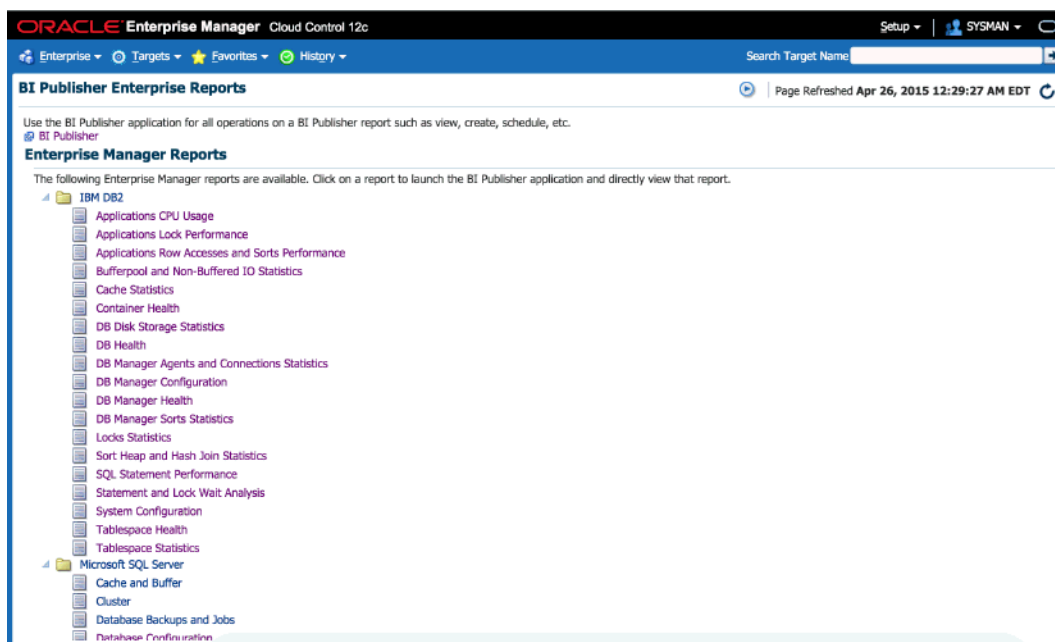 ORACLE Enterprise Manager Cloud Control 12c Setup SYSMAN
Enterprise Targets Favorites History Search Target Name
BI Publisher Enterprise Reports Page Refreshed Apr 26, 2015 12:29:27 AM EDT
Use the BI Publisher application for all operations on a BI Publisher report such as view, create, schedule, etc.
BI Publisher
Enterprise Manager Reports
The following Enterprise Manager reports are available. Click on a report to launch the BI Publisher application and directly view that report.
IBM DB2
Applications CPU Usage
Applications Lock Performance
Applications Row Accesses and Sorts Performance
Bufferpool and Non-Buffered IO Statistics
Cache Statistics
Container Health
DB Disk Storage Statistics
DB Health
DB Manager Agents and Connections Statistics
DB Manager Configuration
DB Manager Health
DB Manager Sorts Statistics
Locks Statistics
Sort Heap and Hash Join Statistics
SQL Statement Performance
Statement and Lock Wait Analysis
System Configuration
Tablespace Health
Tablespace Statistics
Microsoft SQL Server
Cache and Buffer
Cluster
Database Backups and Jobs
Database Configuration